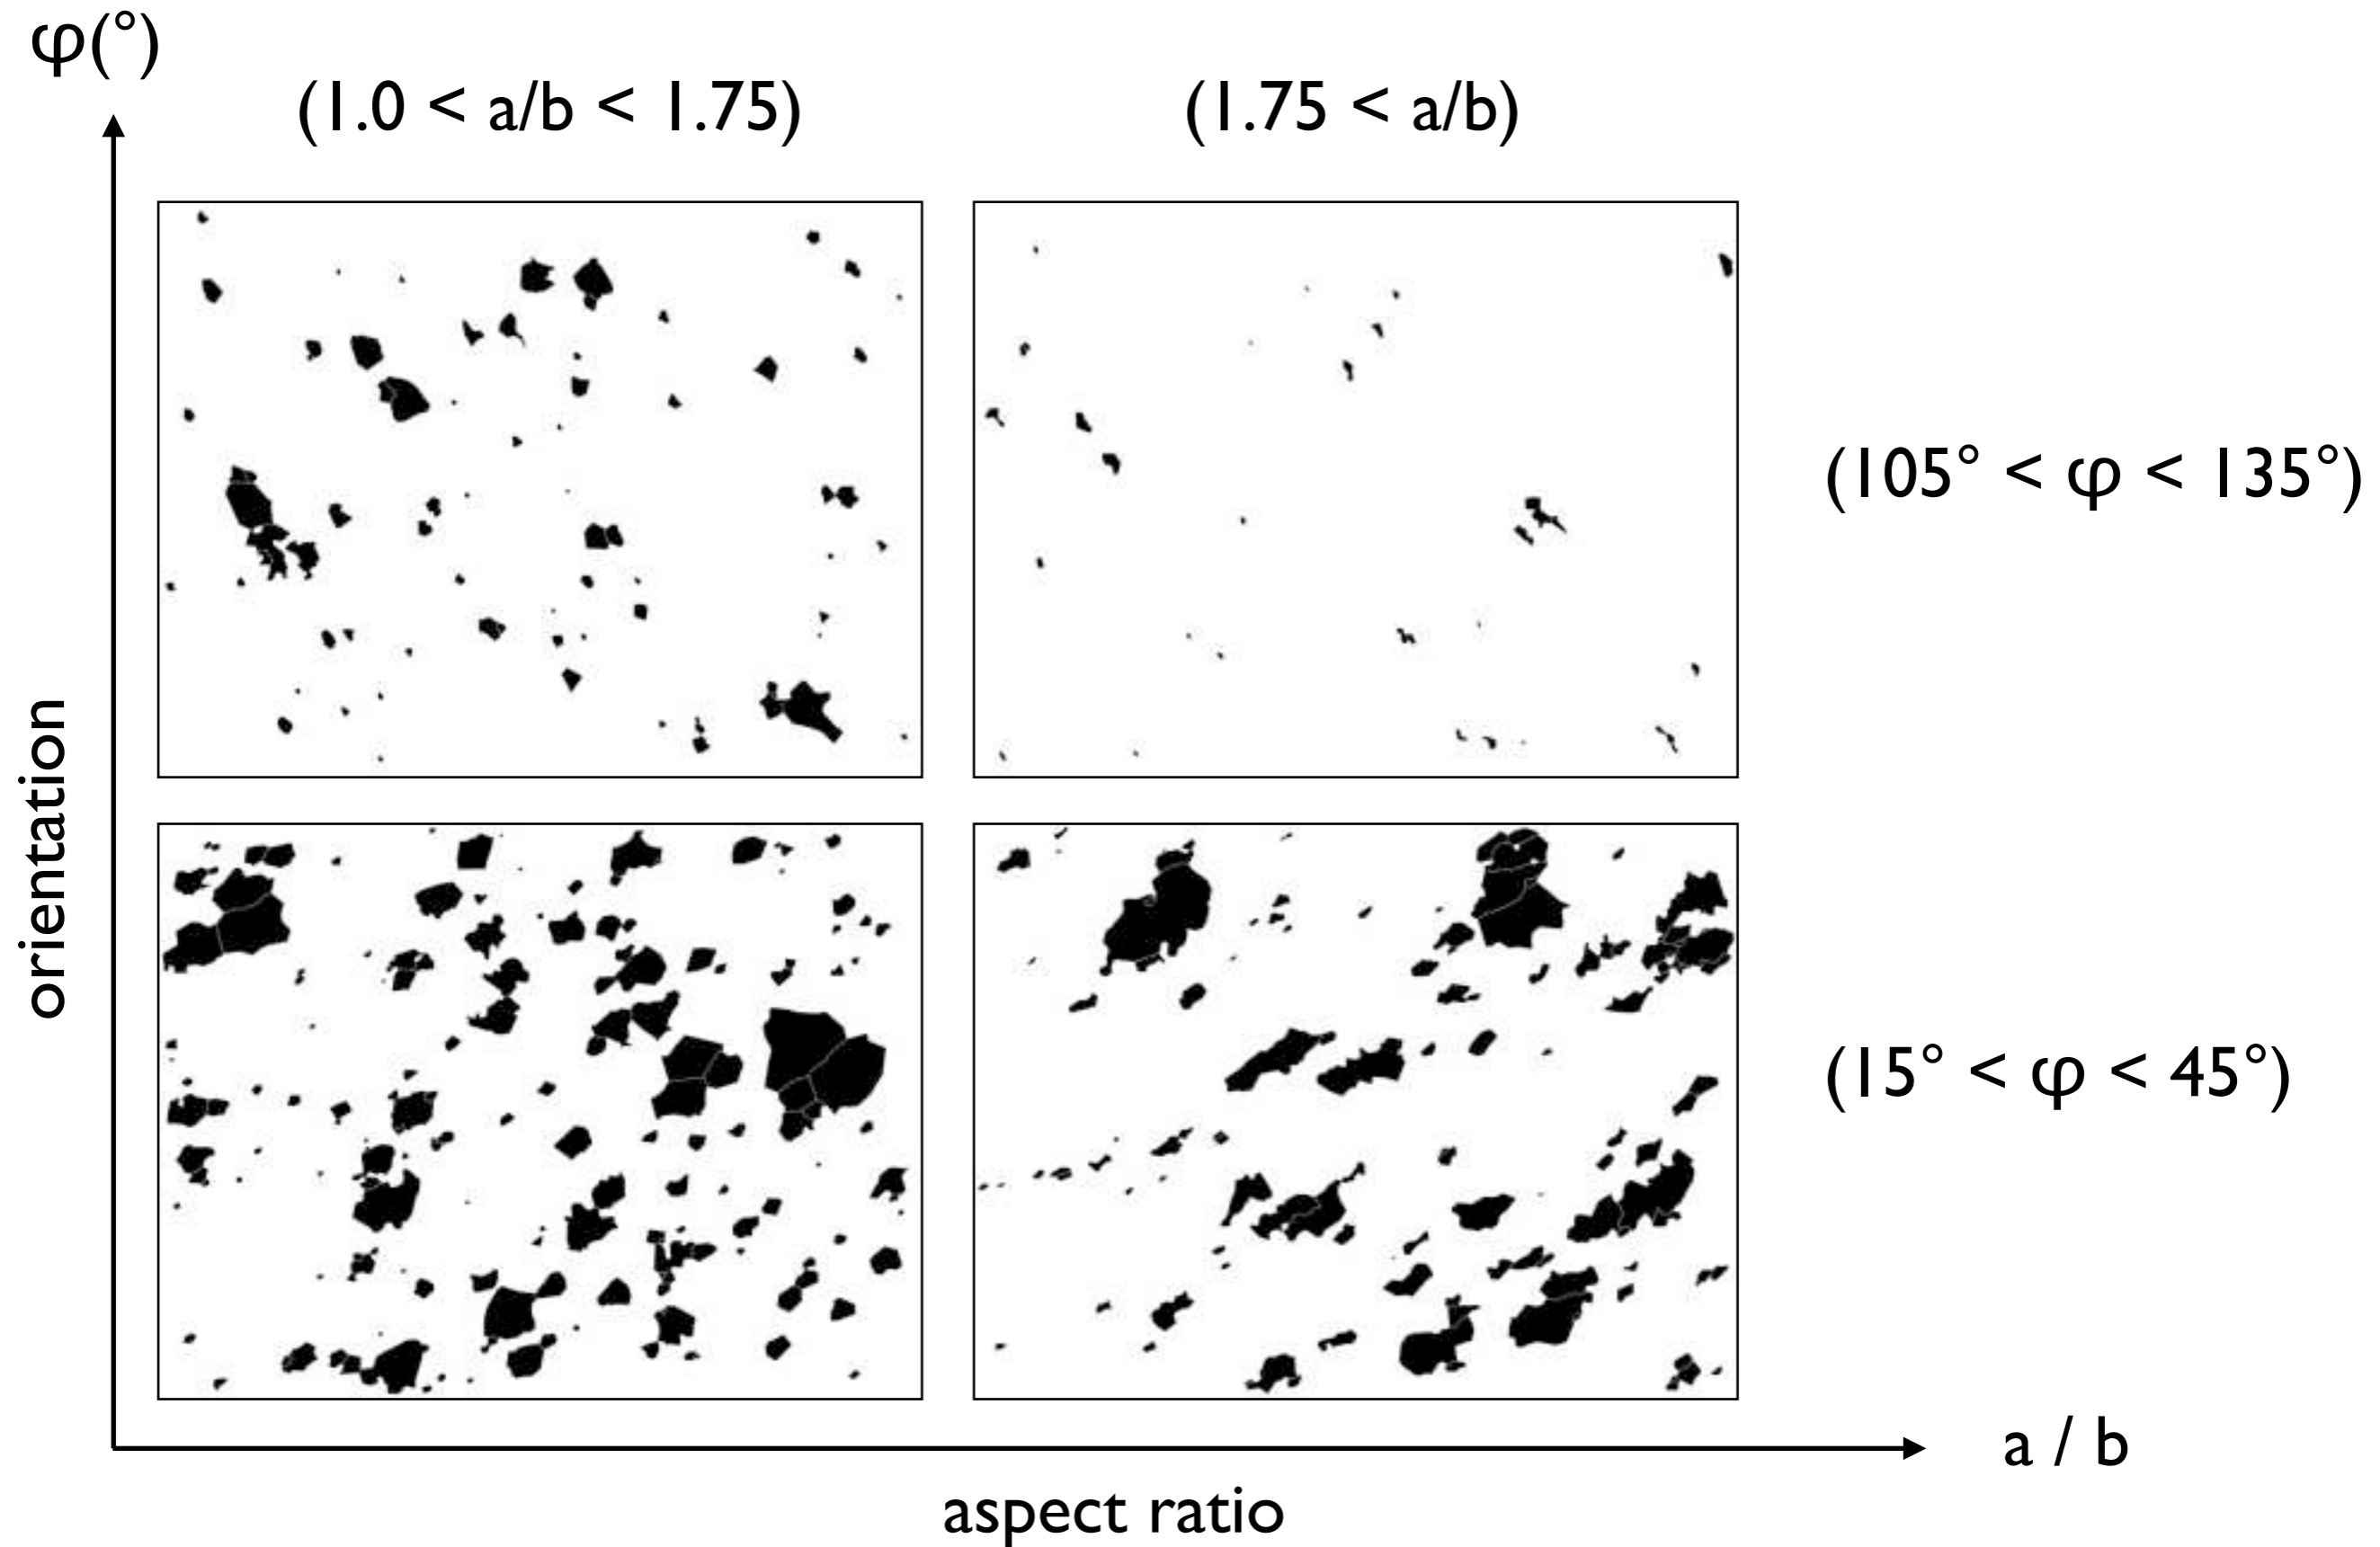 φ(°)
(1.0 < a/b < 1.75)
(1.75 < a/b)
(105° < φ < 135°)
orientation
(15° < φ < 45°)
a / b
aspect ratio